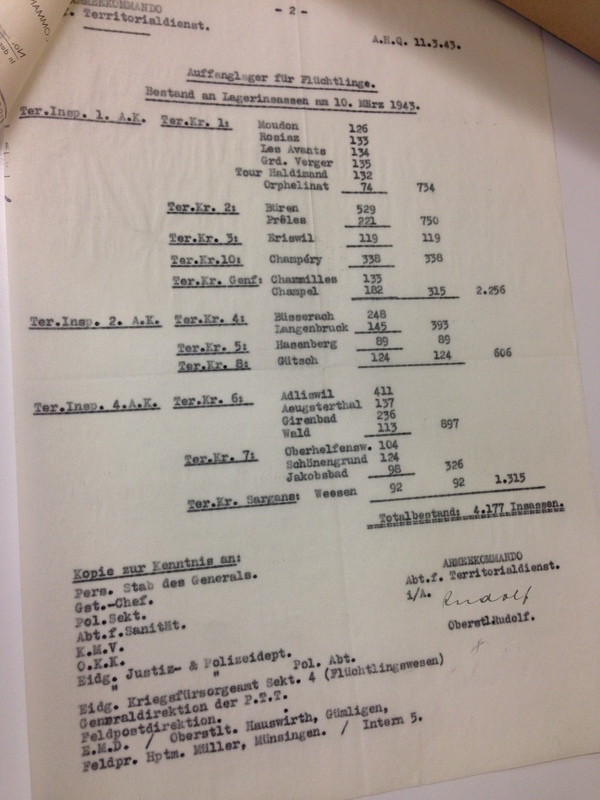 ARMEEKOMMANDO
- 2 -
f. Territorialdienst.
A.H.Q. 11.3.43.
Auffanglager für Flüchtlinge.
Bestand an Lagerinsassen am 10. März 1943.
Ter.Insp. 1. A.K. Ter.Kr. 1: Moudon 126
Rosiaz 133
Les Avants 134
Grd. Verger 135
Tour Haldimand 132
Orphelinat 74 734
Ter.Kr. 2: Büren 529
Prêles 221 750
Ter.Kr. 3: Eriswil 119 119
Ter.Kr.10: Champéry 338 338
Ter.Kr. Genf: Charmilles 133
Champel 182 315 2.256
Ter.Insp. 2. A.K. Ter.Kr. 4: Büsserach 248
Langenbruck 145 393
Ter.Kr. 5: Hasenberg 89 89
Ter.Kr. 8: Gütsch 124 124 606
Ter.Insp. 4.A.K. Ter.Kr. 6: Adliswil 411
Aeugsterthal 137
Girenbad 236
Wald 113 897
Ter.Kr. 7: Oberhelfensw. 104
Schönengrund 124
Jakobsbad 98 326
Ter.Kr. Sargans: Weesen 92 92 1.315
Totalbestand: 4.177 Insassen.
Kopie zur Kenntnis an:
Pers. Stab des Generals.
Gst.-Chef.
Pol.Sekt.
Abt.f.Sanität.
K.M.V.
O.K.K.
Eidg. Justiz- & Polizeidept.
" " Pol. Abt.
Eidg. Kriegsfürsorgeamt Sekt. 4 (Flüchtlingswesen)
Generaldirektion der P.T.T.
Feldpostdirektion.
E.M.D. / Oberstlt. Hauswirth, Gümligen,
Feldpr. Hptm. Müller, Münsingen. / Intern 5.
ARMEEKOMMANDO
Abt.f. Territorialdienst.
i/A. Rudolf
Oberstl.Rudolf.